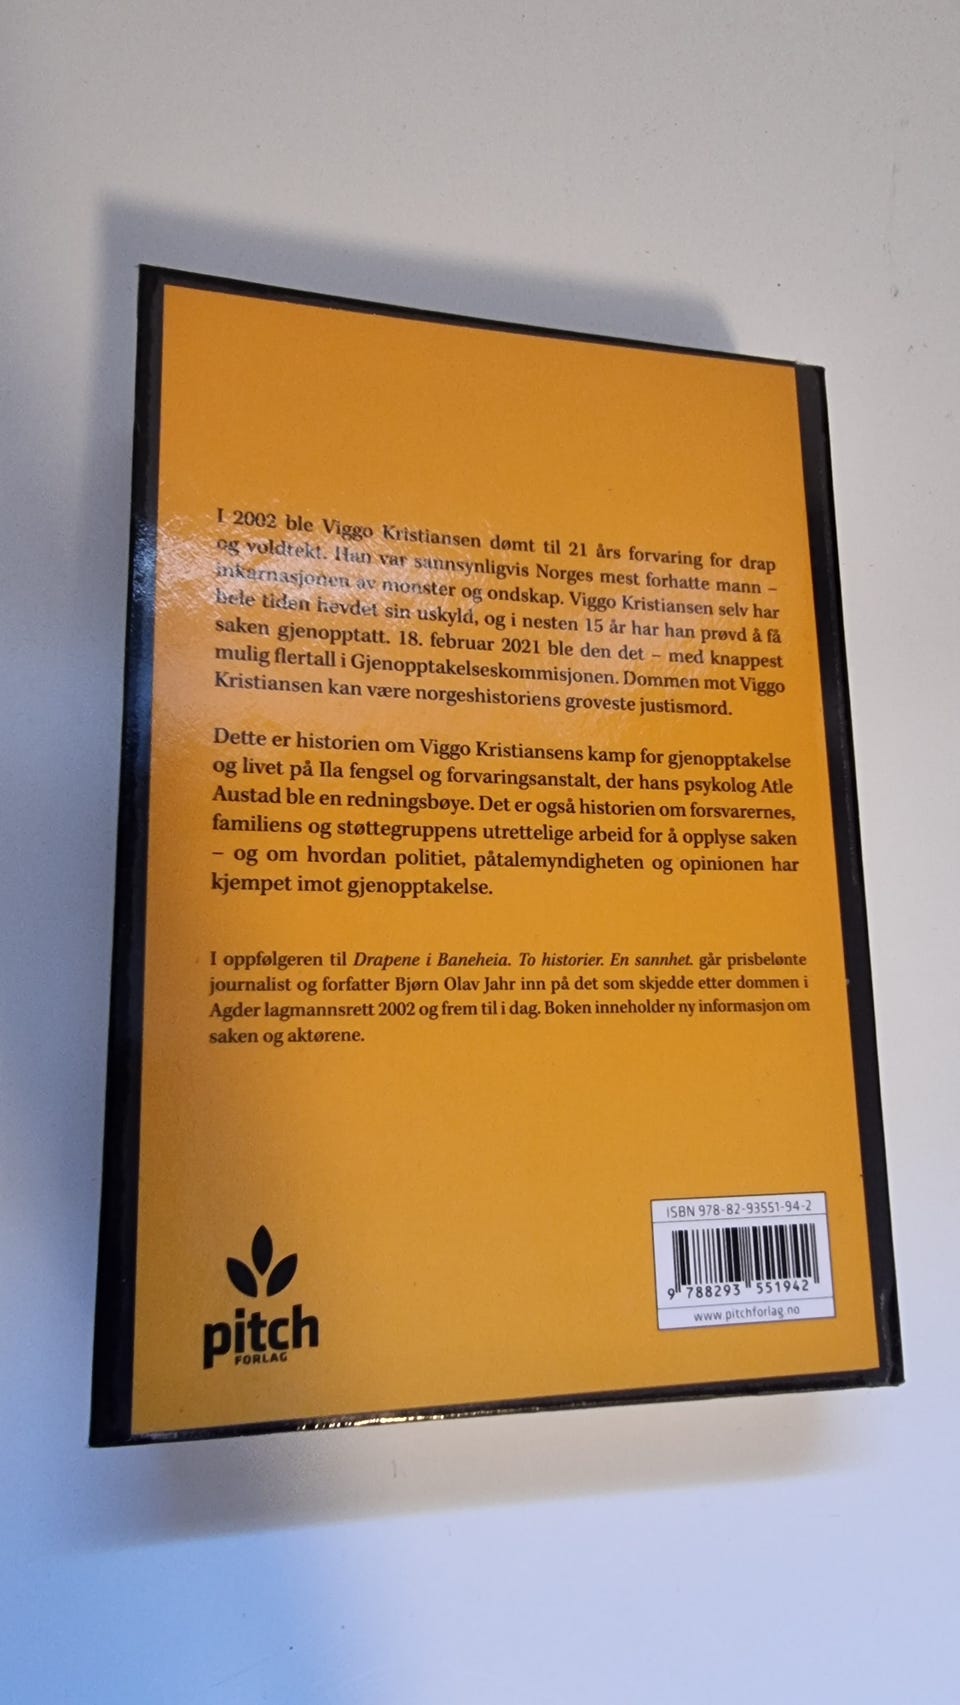 I 2002 ble Viggo Kristiansen dømt til 21 års forvaring for drap
og voldtekt. Han var sannsynligvis Norges mest forhatte mann –
inkarnasjonen av monster og ondskap. Viggo Kristiansen selv har
hele tiden hevdet sin uskyld, og i nesten 15 år har han prøvd å få
saken gjenopptatt. 18. februar 2021 ble den det – med knappest
mulig flertall i Gjenopptakelseskommisjonen. Dommen mot Viggo
Kristiansen kan være norgeshistoriens groveste justismord.
Dette er historien om Viggo Kristiansens kamp for gjenopptakelse
og livet på Ila fengsel og forvaringsanstalt, der hans psykolog Atle
Austad ble en redningsbøye. Det er også historien om forsvarernes,
familiens og støttegruppens utrettelige arbeid for å opplyse saken
– og om hvordan politiet, påtalemyndigheten og opinionen har
kjempet imot gjenopptakelse.
I oppfølgeren til Drapene i Baneheia. To historier. En sannhet. går prisbelønte
journalist og forfatter Bjørn Olav Jahr inn på det som skjedde etter dommen i
Agder lagmannsrett 2002 og frem til i dag. Boken inneholder ny informasjon om
saken og aktørene.
pitch
FORLAG
ISBN 978-82-93551-94-2
9 788293 551942
www.pitchforlag.no